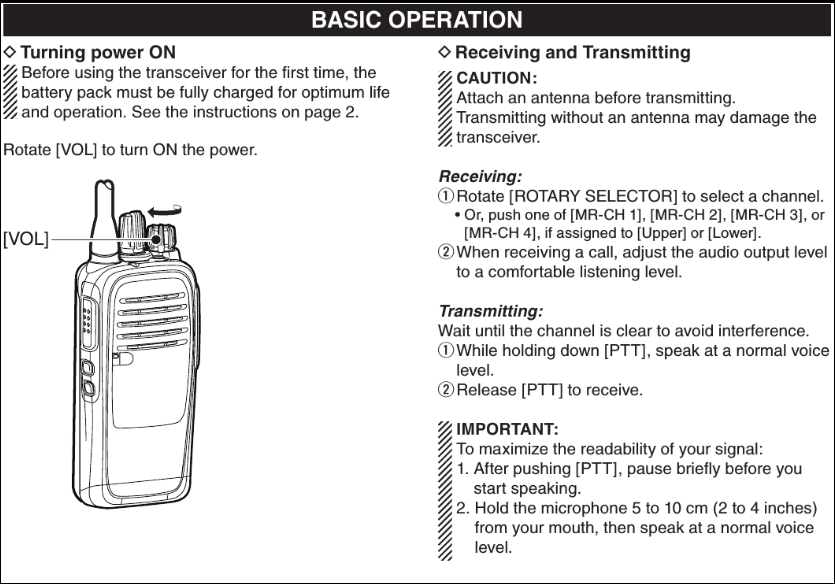 BASIC OPERATION
◇ Turning power ON
Before using the transceiver for the first time, the
battery pack must be fully charged for optimum life
and operation. See the instructions on page 2.
Rotate [VOL] to turn ON the power.
[VOL]
◇ Receiving and Transmitting
CAUTION:
Attach an antenna before transmitting.
Transmitting without an antenna may damage the
transceiver.
Receiving:
① Rotate [ROTARY SELECTOR] to select a channel.
• Or, push one of [MR-CH 1], [MR-CH 2], [MR-CH 3], or
[MR-CH 4], if assigned to [Upper] or [Lower].
② When receiving a call, adjust the audio output level
to a comfortable listening level.
Transmitting:
Wait until the channel is clear to avoid interference.
① While holding down [PTT], speak at a normal voice
level.
② Release [PTT] to receive.
IMPORTANT:
To maximize the readability of your signal:
1. After pushing [PTT], pause briefly before you
start speaking.
2. Hold the microphone 5 to 10 cm (2 to 4 inches)
from your mouth, then speak at a normal voice
level.